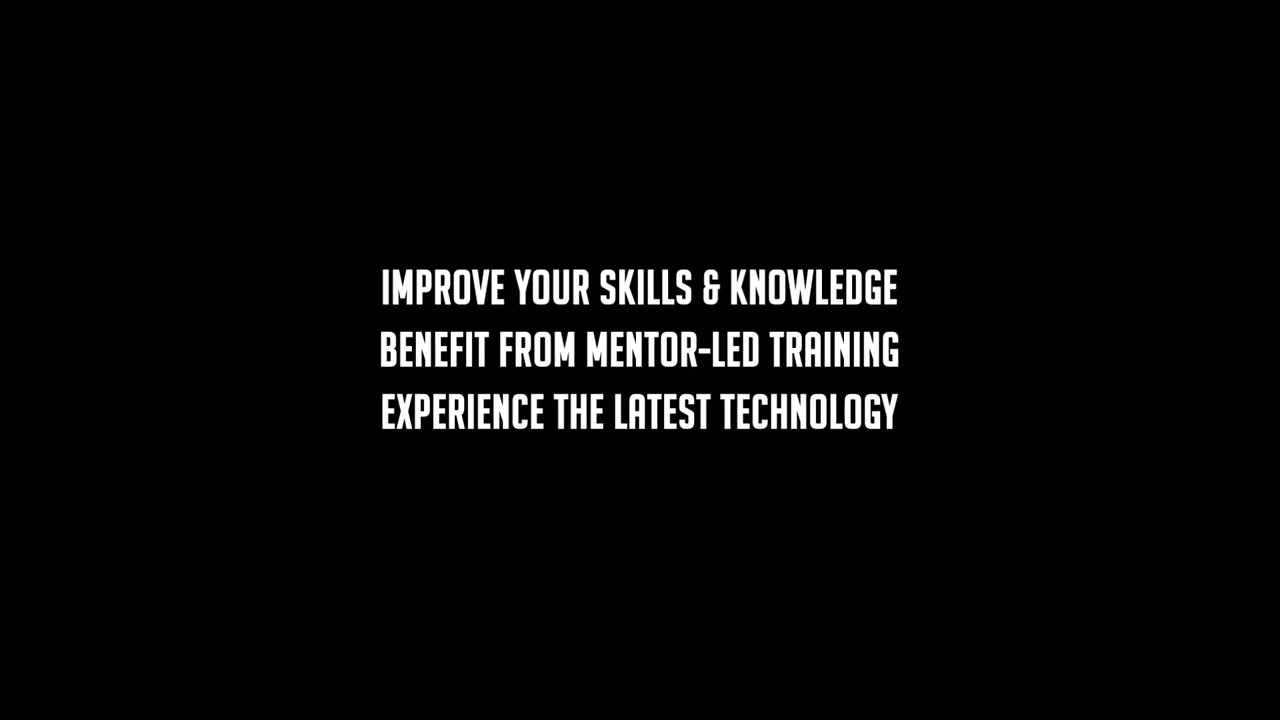 IMPROVE YOUR SKILLS & KNOWLEDGE
BENEFIT FROM MENTOR-LED TRAINING
EXPERIENCE THE LATEST TECHNOLOGY